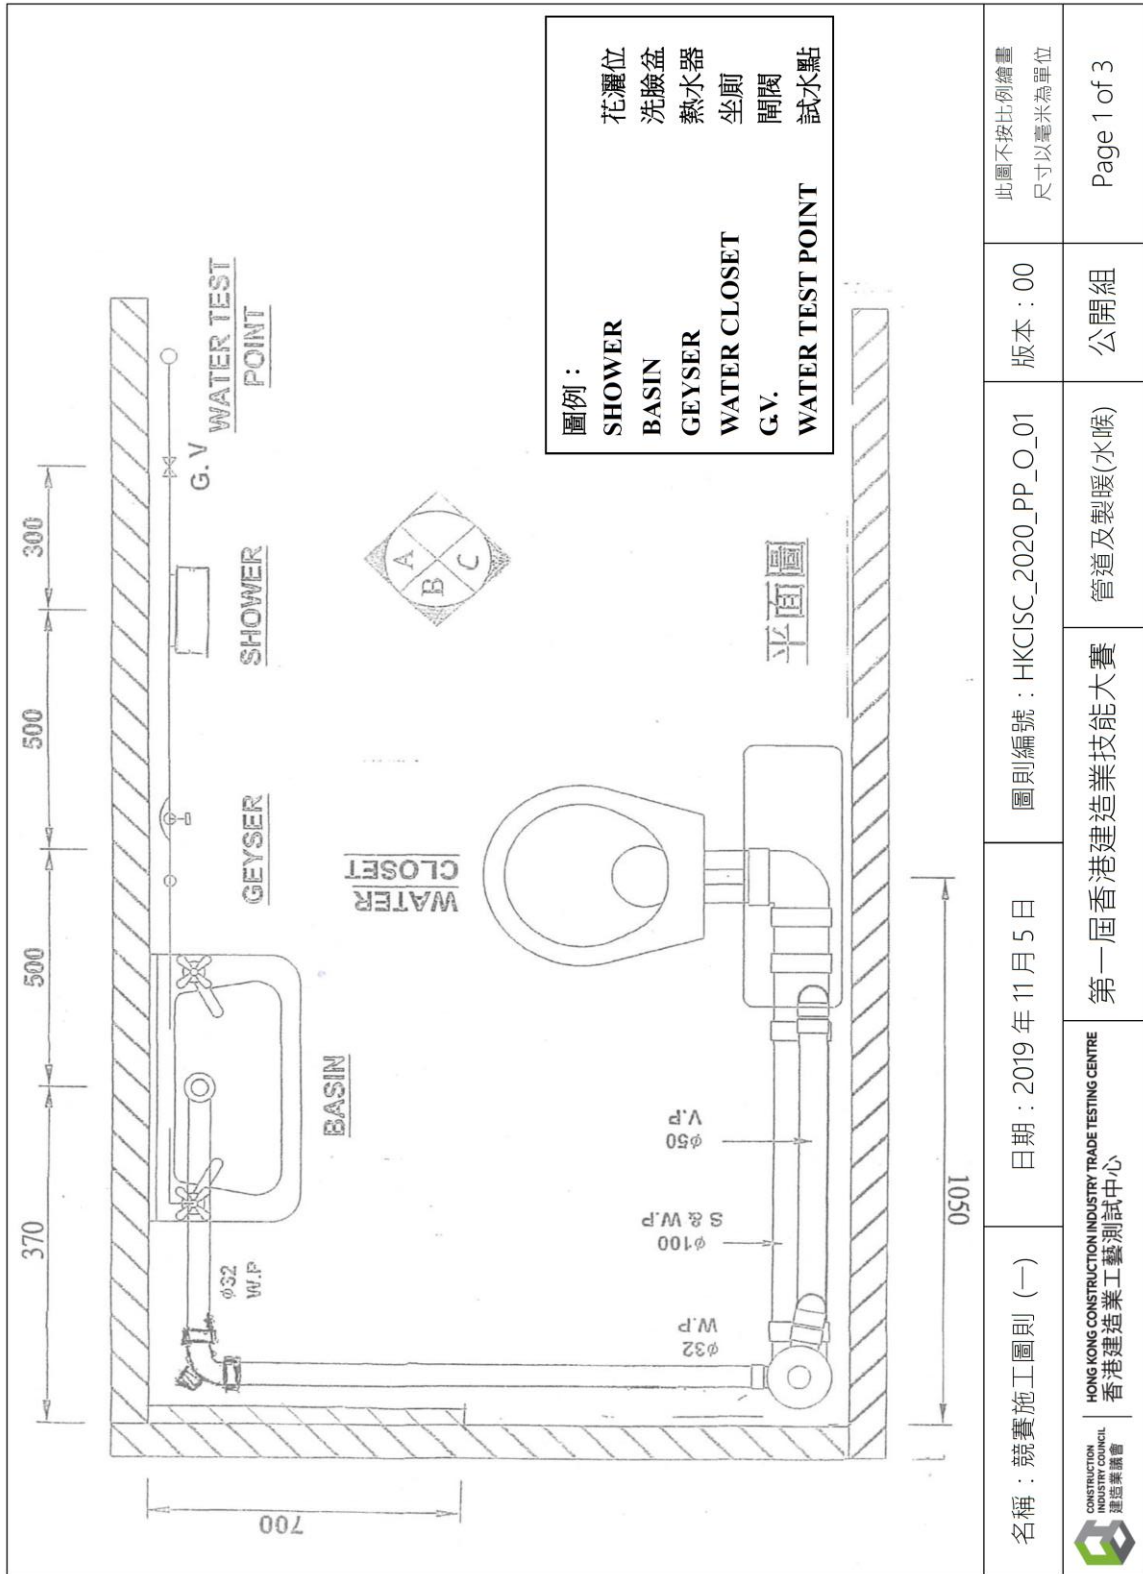 370
500
500
300
700
1050
G. V
WATER TEST
POINT
SHOWER
GEYSER
BASIN
WATER
CLOSET
A
B
C
平面圖
φ32
W.P
φ32
W.P
φ100
S & W.P
φ50
V.P
圖例：
SHOWER 花灑位
BASIN 洗臉盆
GEYSER 熱水器
WATER CLOSET 坐廁
G.V. 閘閥
WATER TEST POINT 試水點
名稱：競賽施工圖則 (一)
日期：2019 年 11 月 5 日
圖則編號：HKCISC_2020_PP_O_01
版本：00
此圖不按比例繪畫
尺寸以毫米為單位
CONSTRUCTION
INDUSTRY COUNCIL
建造業議會
HONG KONG CONSTRUCTION INDUSTRY TRADE TESTING CENTRE
香港建造業工藝測試中心
第一屆香港建造業技能大賽
管道及製暖(水喉)
公開組
Page 1 of 3